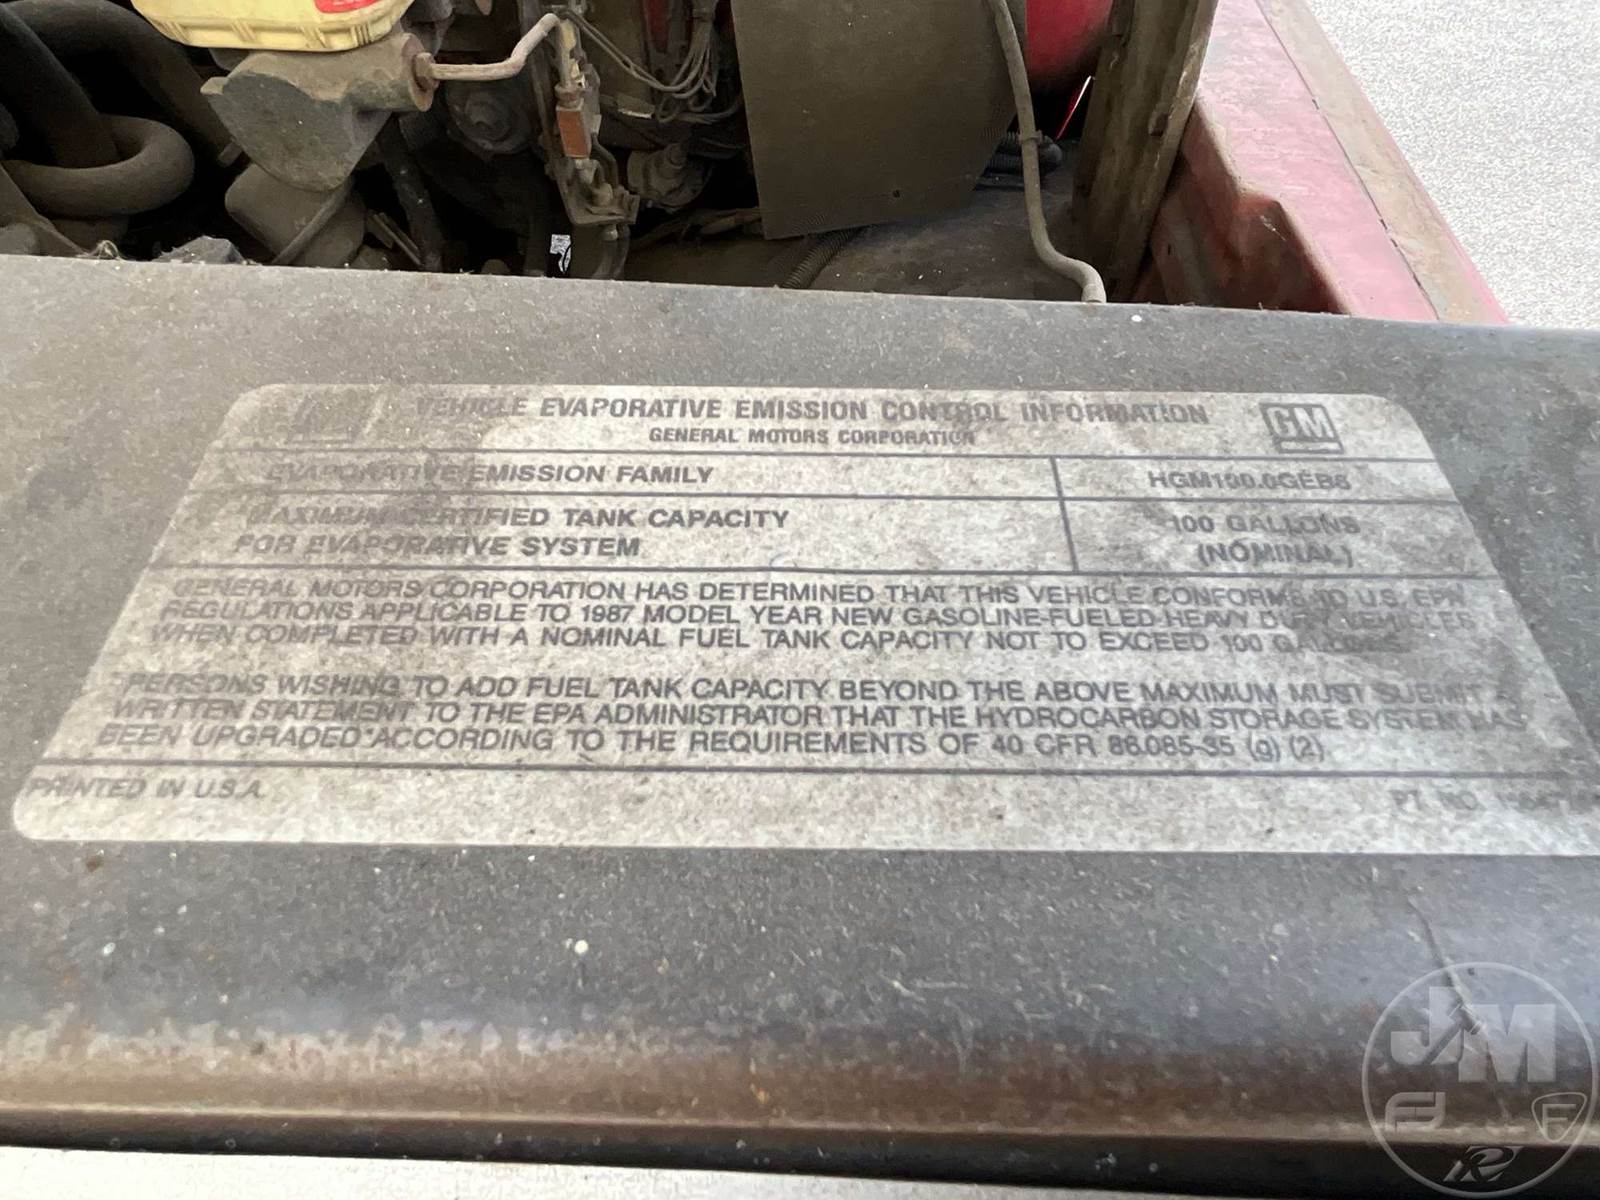 VEHICLE EVAPORATIVE EMISSION CONTROL INFORMATION
GENERAL MOTORS CORPORATION
GM
EVAPORATIVE EMISSION FAMILY
HGM100.0GEB6
MAXIMUM CERTIFIED TANK CAPACITY
FOR EVAPORATIVE SYSTEM
100 GALLONS
(NOMINAL)
GENERAL MOTORS CORPORATION HAS DETERMINED THAT THIS VEHICLE CONFORMS TO U.S. EPA
REGULATIONS APPLICABLE TO 1987 MODEL YEAR NEW GASOLINE-FUELED HEAVY DUTY VEHICLES
WHEN COMPLETED WITH A NOMINAL FUEL TANK CAPACITY NOT TO EXCEED 100 GALLONS.
PERSONS WISHING TO ADD FUEL TANK CAPACITY BEYOND THE ABOVE MAXIMUM MUST SUBMIT A
WRITTEN STATEMENT TO THE EPA ADMINISTRATOR THAT THE HYDROCARBON STORAGE SYSTEM HAS
BEEN UPGRADED ACCORDING TO THE REQUIREMENTS OF 40 CFR 86.085-35 (g) (2)
PRINTED IN U.S.A.
PT NO
J&M